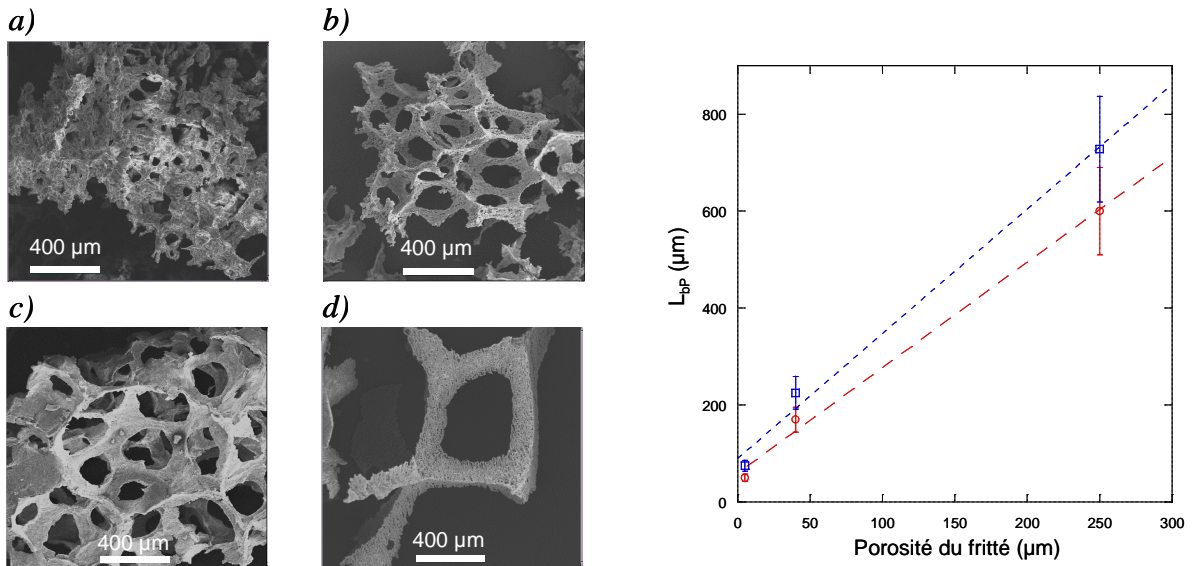 a)
b)
400 µm
400 µm
c)
d)
400 µm
400 µm
L_bP (µm)
800
600
400
200
0
0 50 100 150 200 250 300
Porosité du fritté (µm)